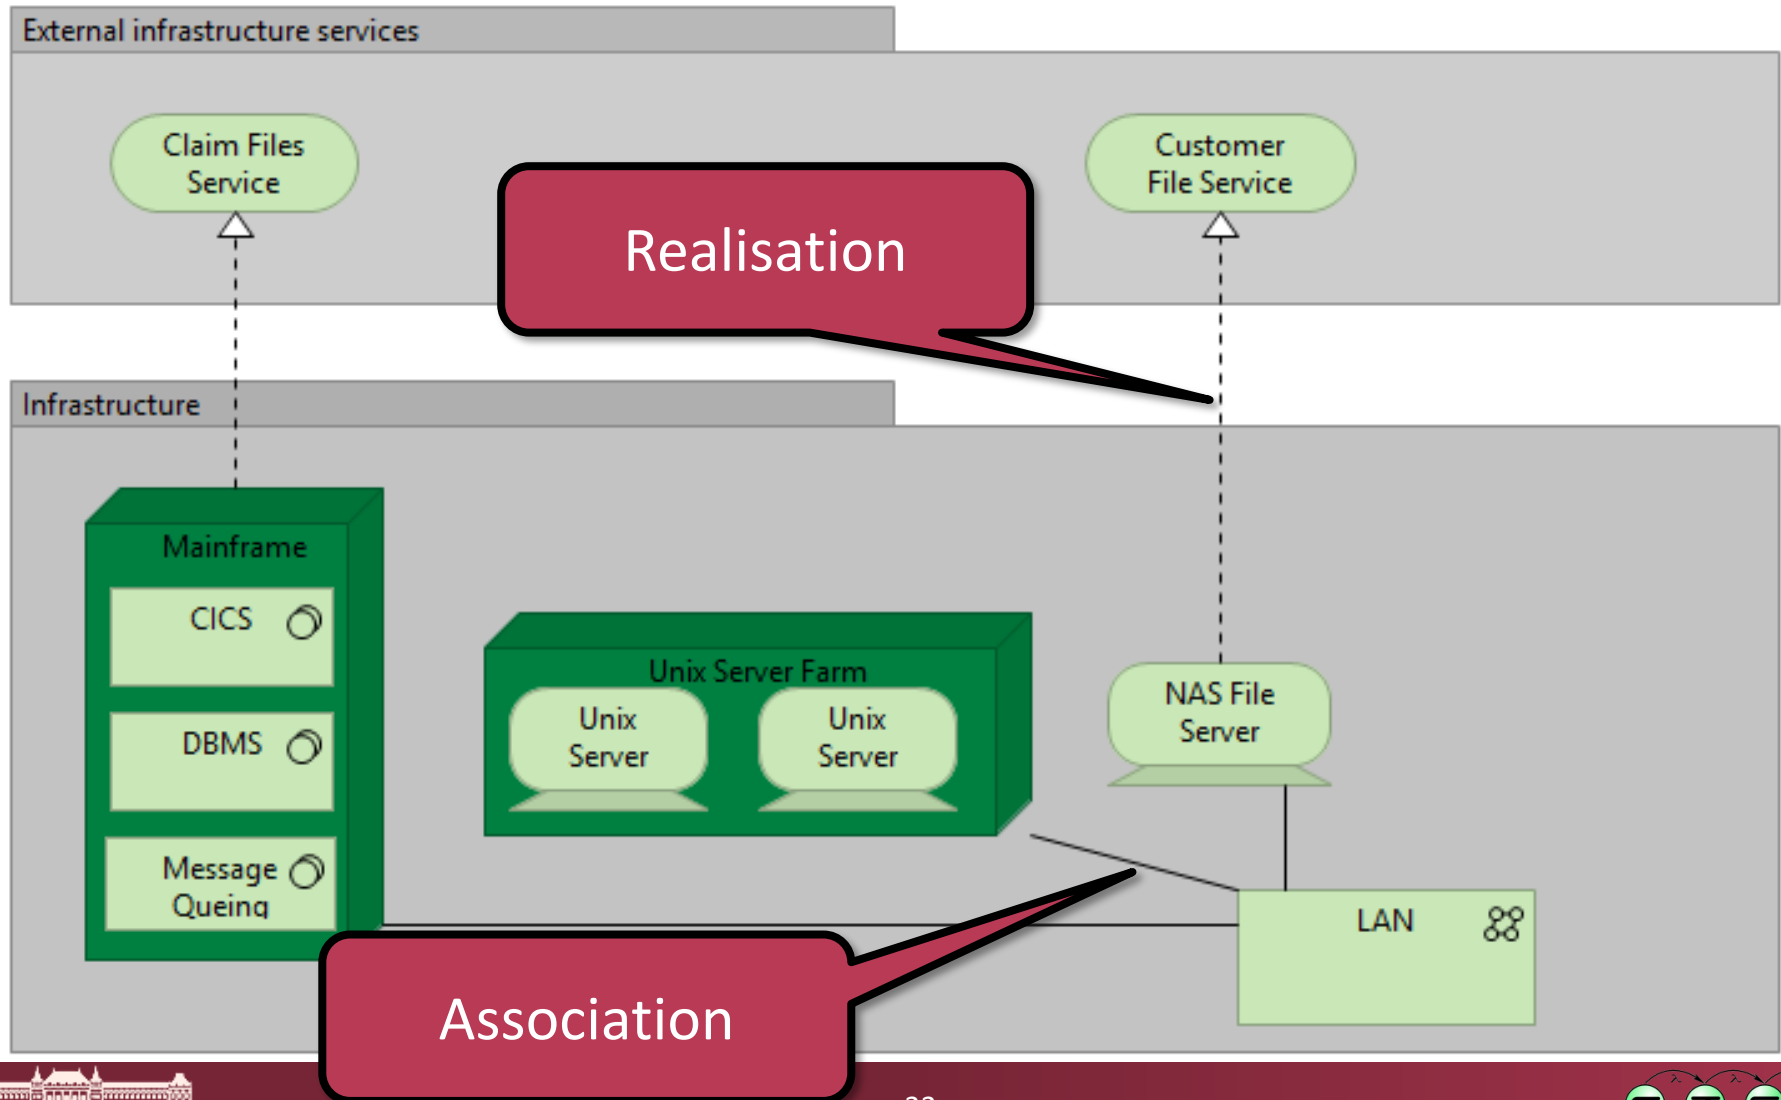 External infrastructure services
Claim Files
Service
Customer
File Service
Realisation
Infrastructure
Mainframe
CICS
DBMS
Message
Queing
Unix Server Farm
Unix
Server
Unix
Server
NAS File
Server
LAN
Association